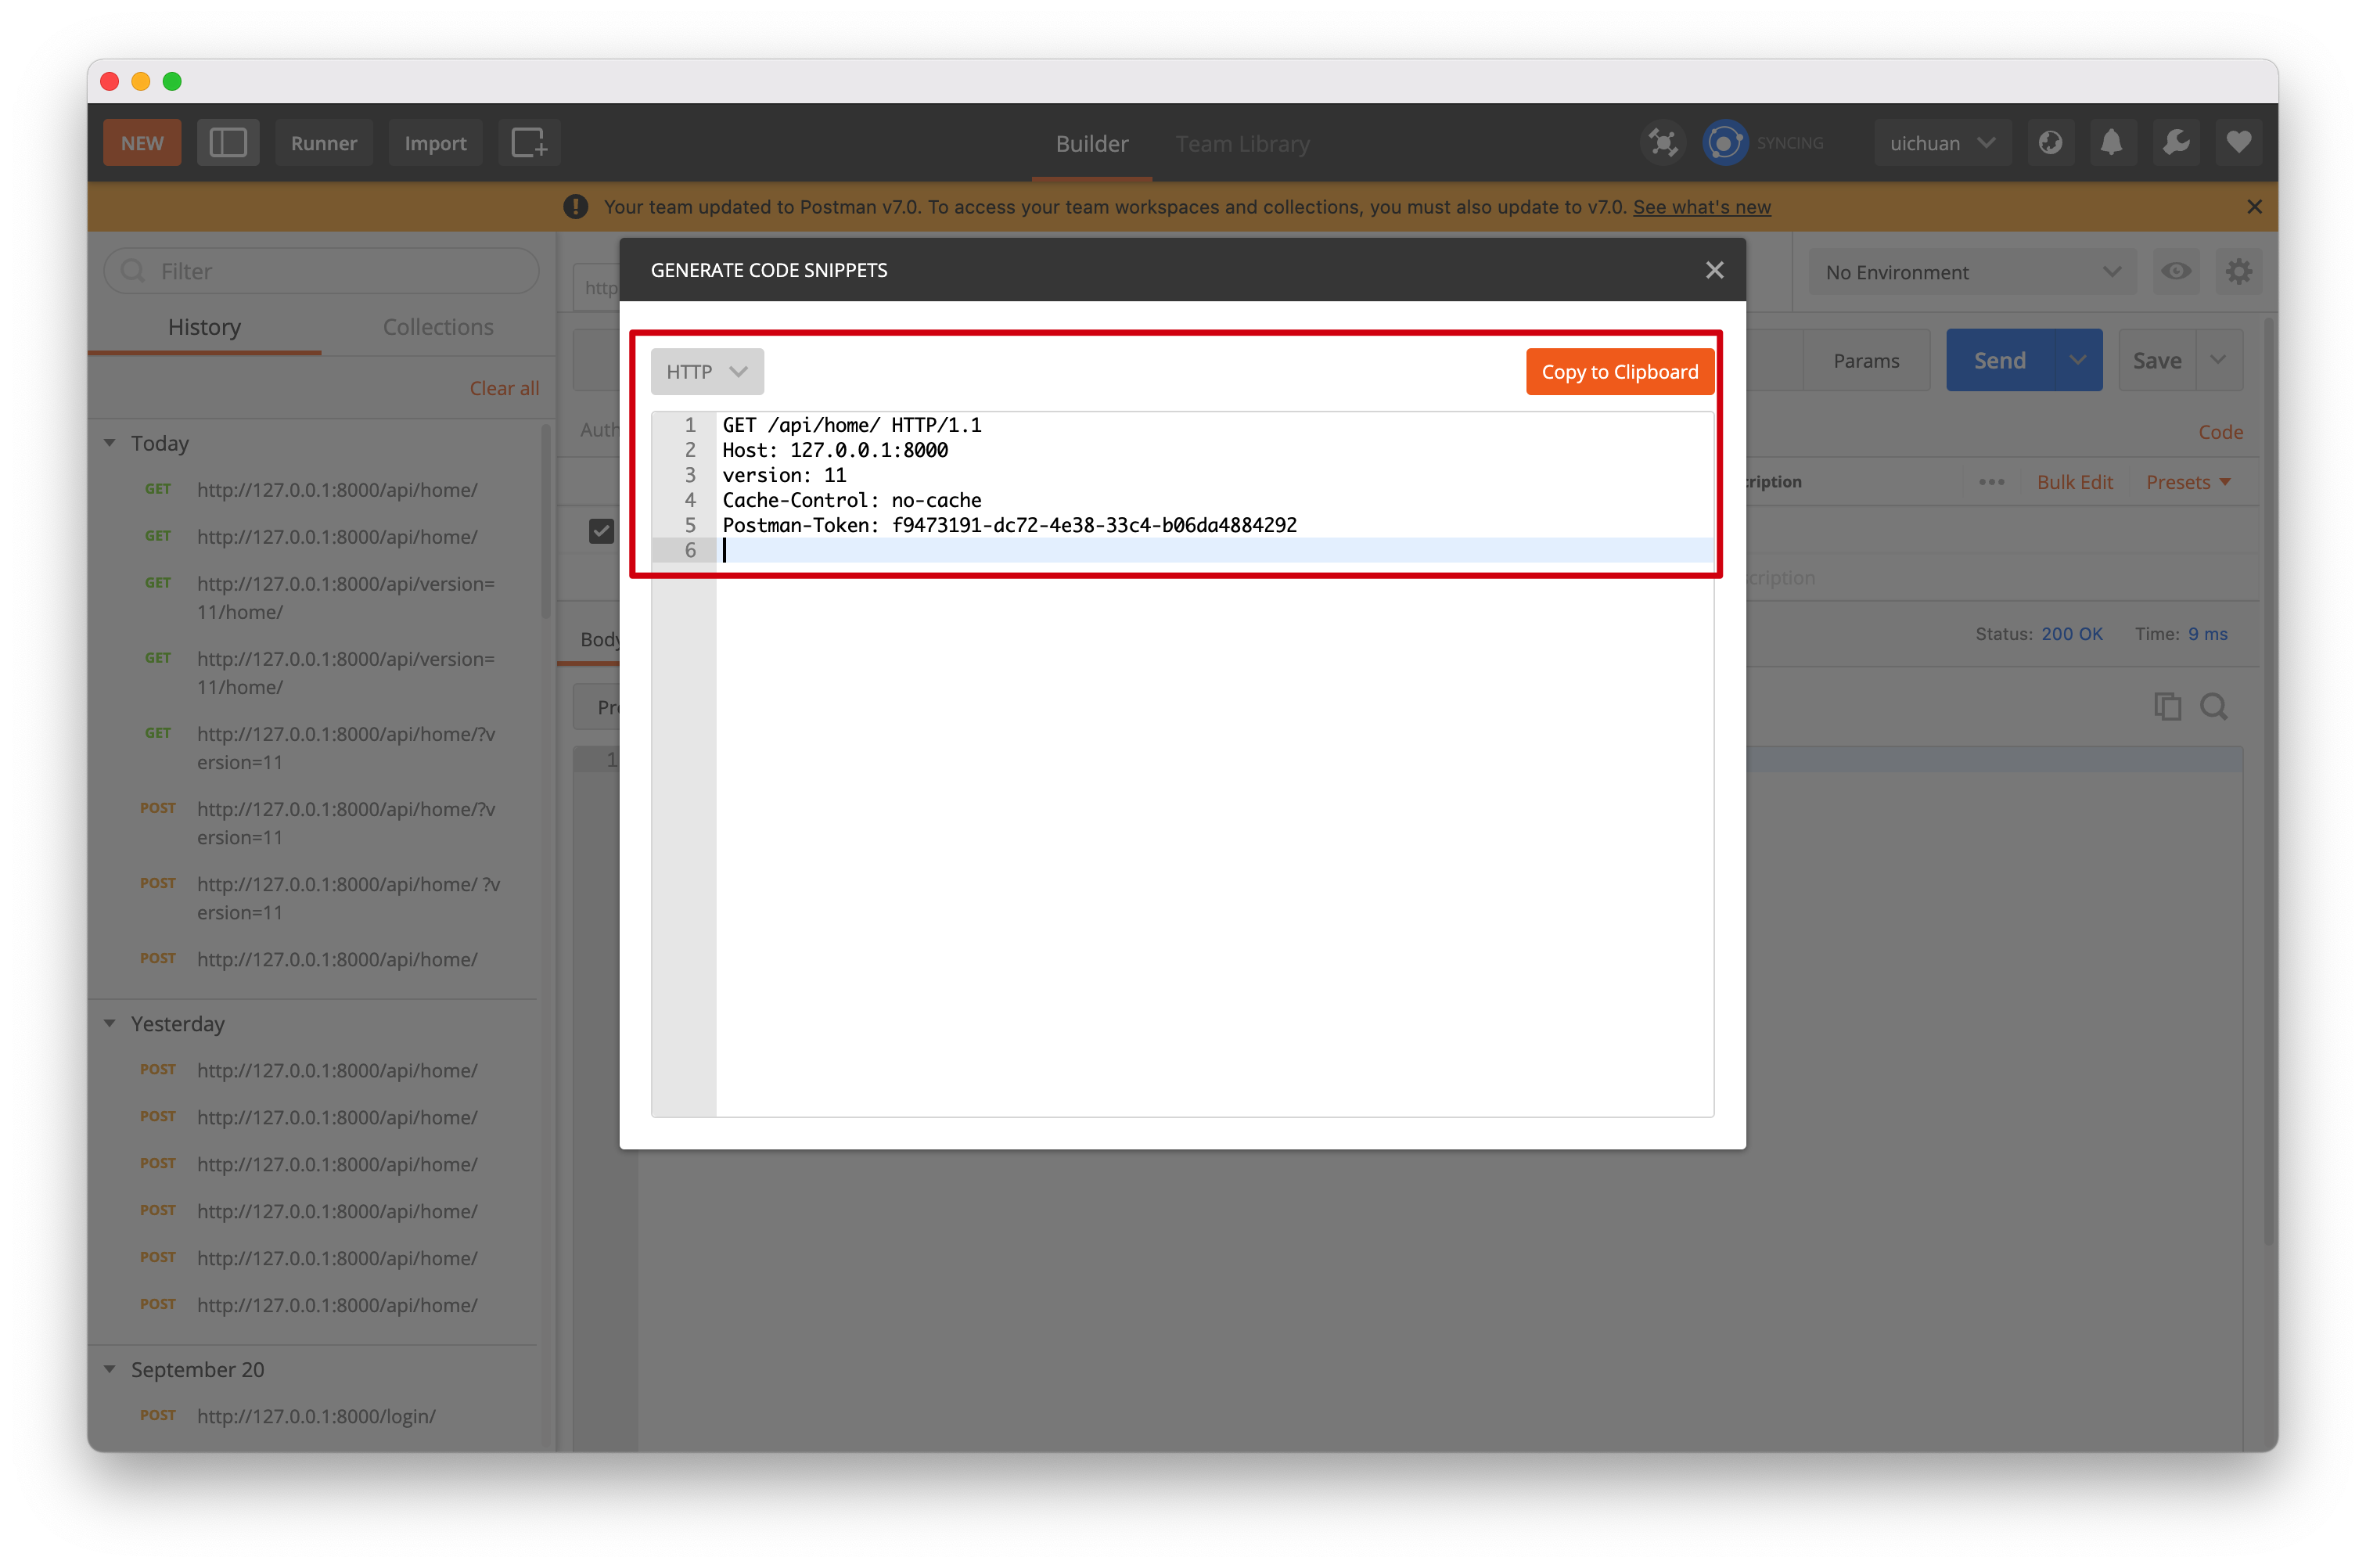 NEW
Runner
Import
Builder
Team Library
SYNCING
uichuan
Your team updated to Postman v7.0. To access your team workspaces and collections, you must also update to v7.0. See what's new
Filter
History
Collections
Clear all
Today
GET http://127.0.0.1:8000/api/home/
GET http://127.0.0.1:8000/api/home/
GET http://127.0.0.1:8000/api/version=
11/home/
GET http://127.0.0.1:8000/api/version=
11/home/
GET http://127.0.0.1:8000/api/home/?v
ersion=11
POST http://127.0.0.1:8000/api/home/?v
ersion=11
POST http://127.0.0.1:8000/api/home/ ?v
ersion=11
POST http://127.0.0.1:8000/api/home/
Yesterday
POST http://127.0.0.1:8000/api/home/
POST http://127.0.0.1:8000/api/home/
POST http://127.0.0.1:8000/api/home/
POST http://127.0.0.1:8000/api/home/
POST http://127.0.0.1:8000/api/home/
POST http://127.0.0.1:8000/api/home/
September 20
POST http://127.0.0.1:8000/login/
http
Auth
Body
Pr
1
GENERATE CODE SNIPPETS
HTTP
Copy to Clipboard
1 GET /api/home/ HTTP/1.1
2 Host: 127.0.0.1:8000
3 version: 11
4 Cache-Control: no-cache
5 Postman-Token: f9473191-dc72-4e38-33c4-b06da4884292
6
No Environment
Params
Send
Save
Code
cription
Bulk Edit
Presets
cription
Status: 200 OK
Time: 9 ms